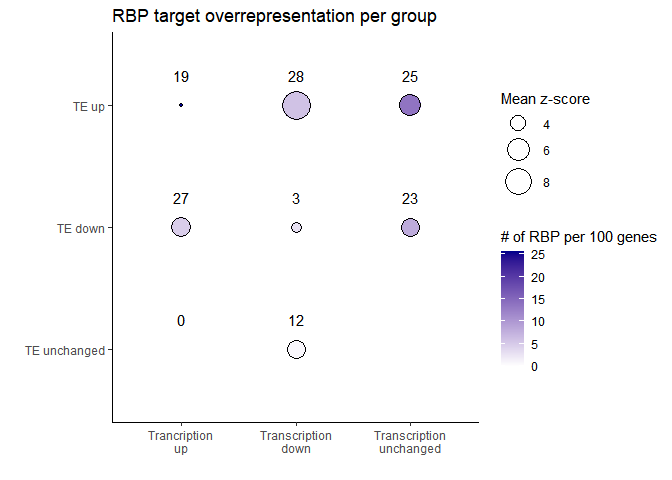 RBP target overrepresentation per group
19 28 25
TE up
27 3 23
TE down
0 12
TE unchanged
Trancription
up
Transcription
down
Transcription
unchanged
Mean z-score
4
6
8
# of RBP per 100 genes
25
20
15
10
5
0